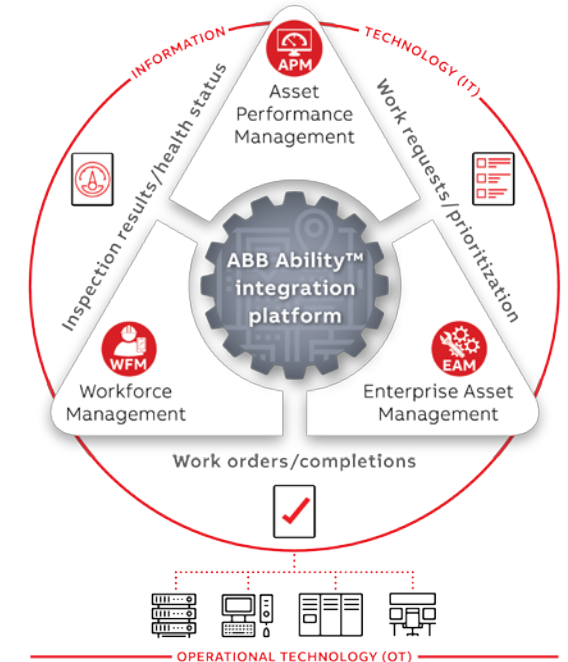 INFORMATION
TECHNOLOGY (IT)
APM
Asset
Performance
Management
Inspection results/health status
Work requests/prioritization
ABB Ability™
integration
platform
WFM
Workforce
Management
EAM
Enterprise Asset
Management
Work orders/completions
OPERATIONAL TECHNOLOGY (OT)